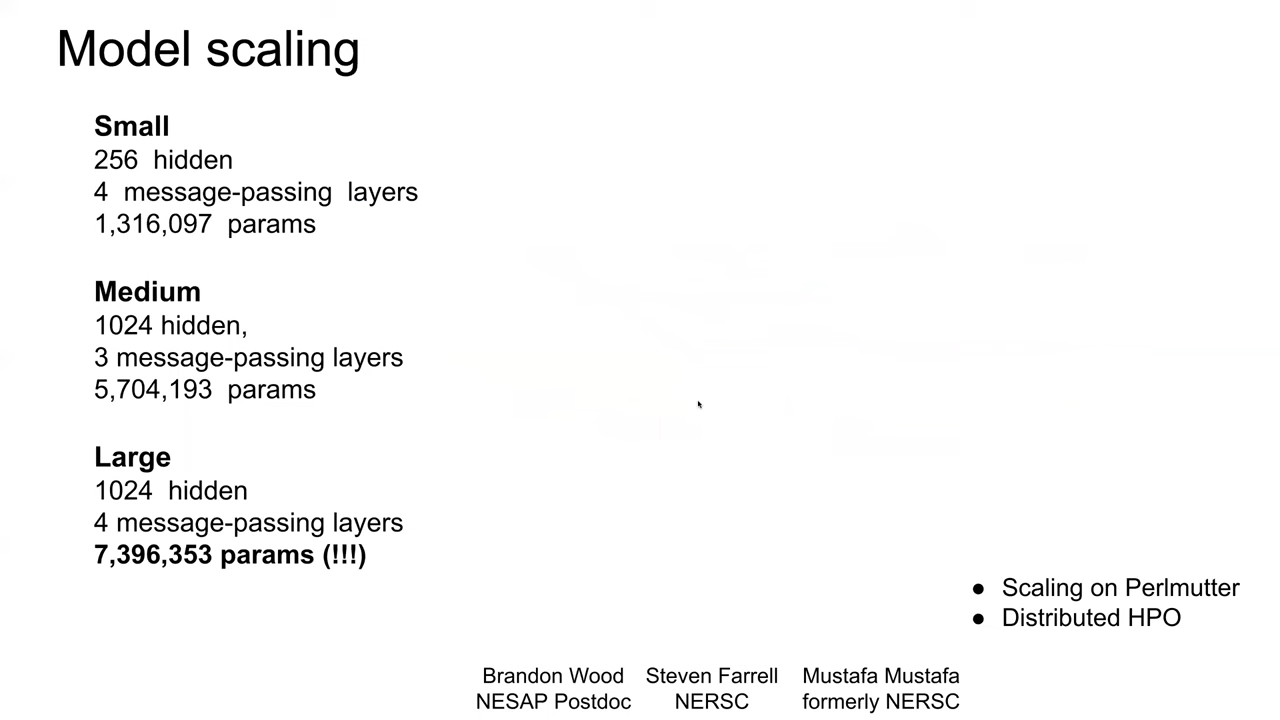 Model scaling
Small
256 hidden
4 message-passing layers
1,316,097 params
Medium
1024 hidden,
3 message-passing layers
5,704,193 params
Large
1024 hidden
4 message-passing layers
7,396,353 params (!!!)
● Scaling on Perlmutter
● Distributed HPO
Brandon Wood
NESAP Postdoc
Steven Farrell
NERSC
Mustafa Mustafa
formerly NERSC